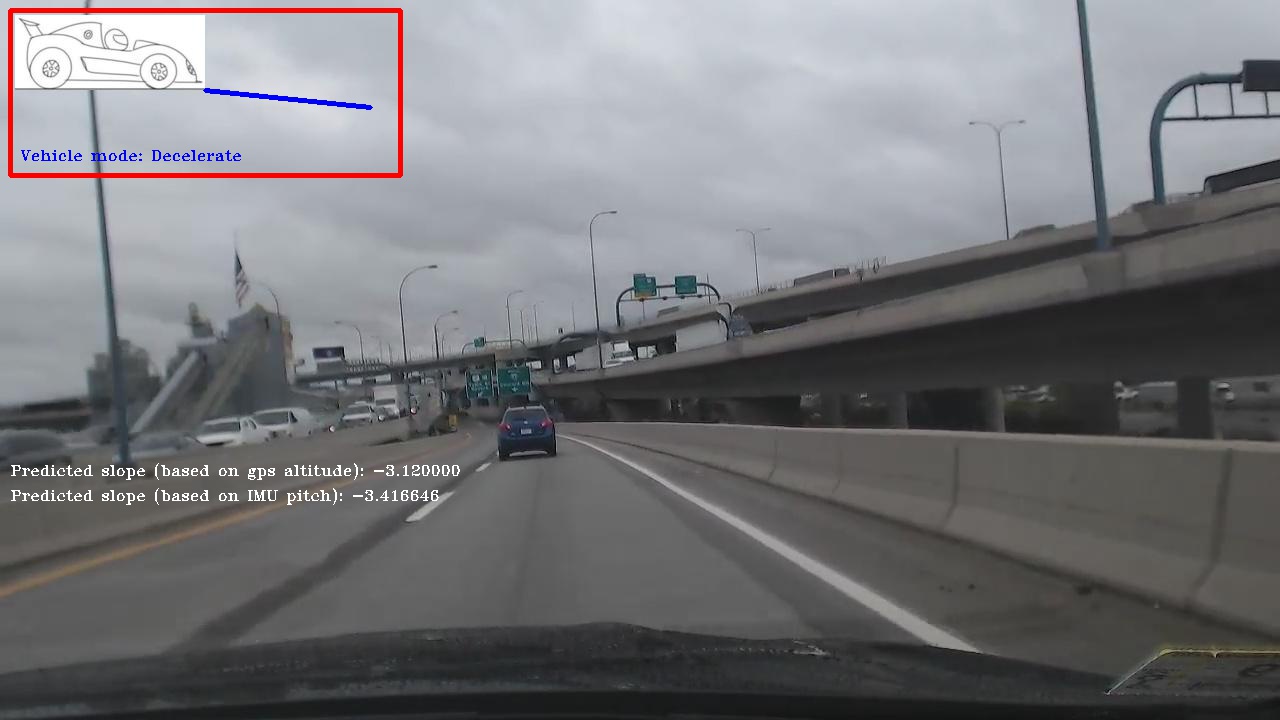 Vehicle mode: Decelerate
Predicted slope (based on gps altitude): −3.120000
Predicted slope (based on IMU pitch): −3.416646